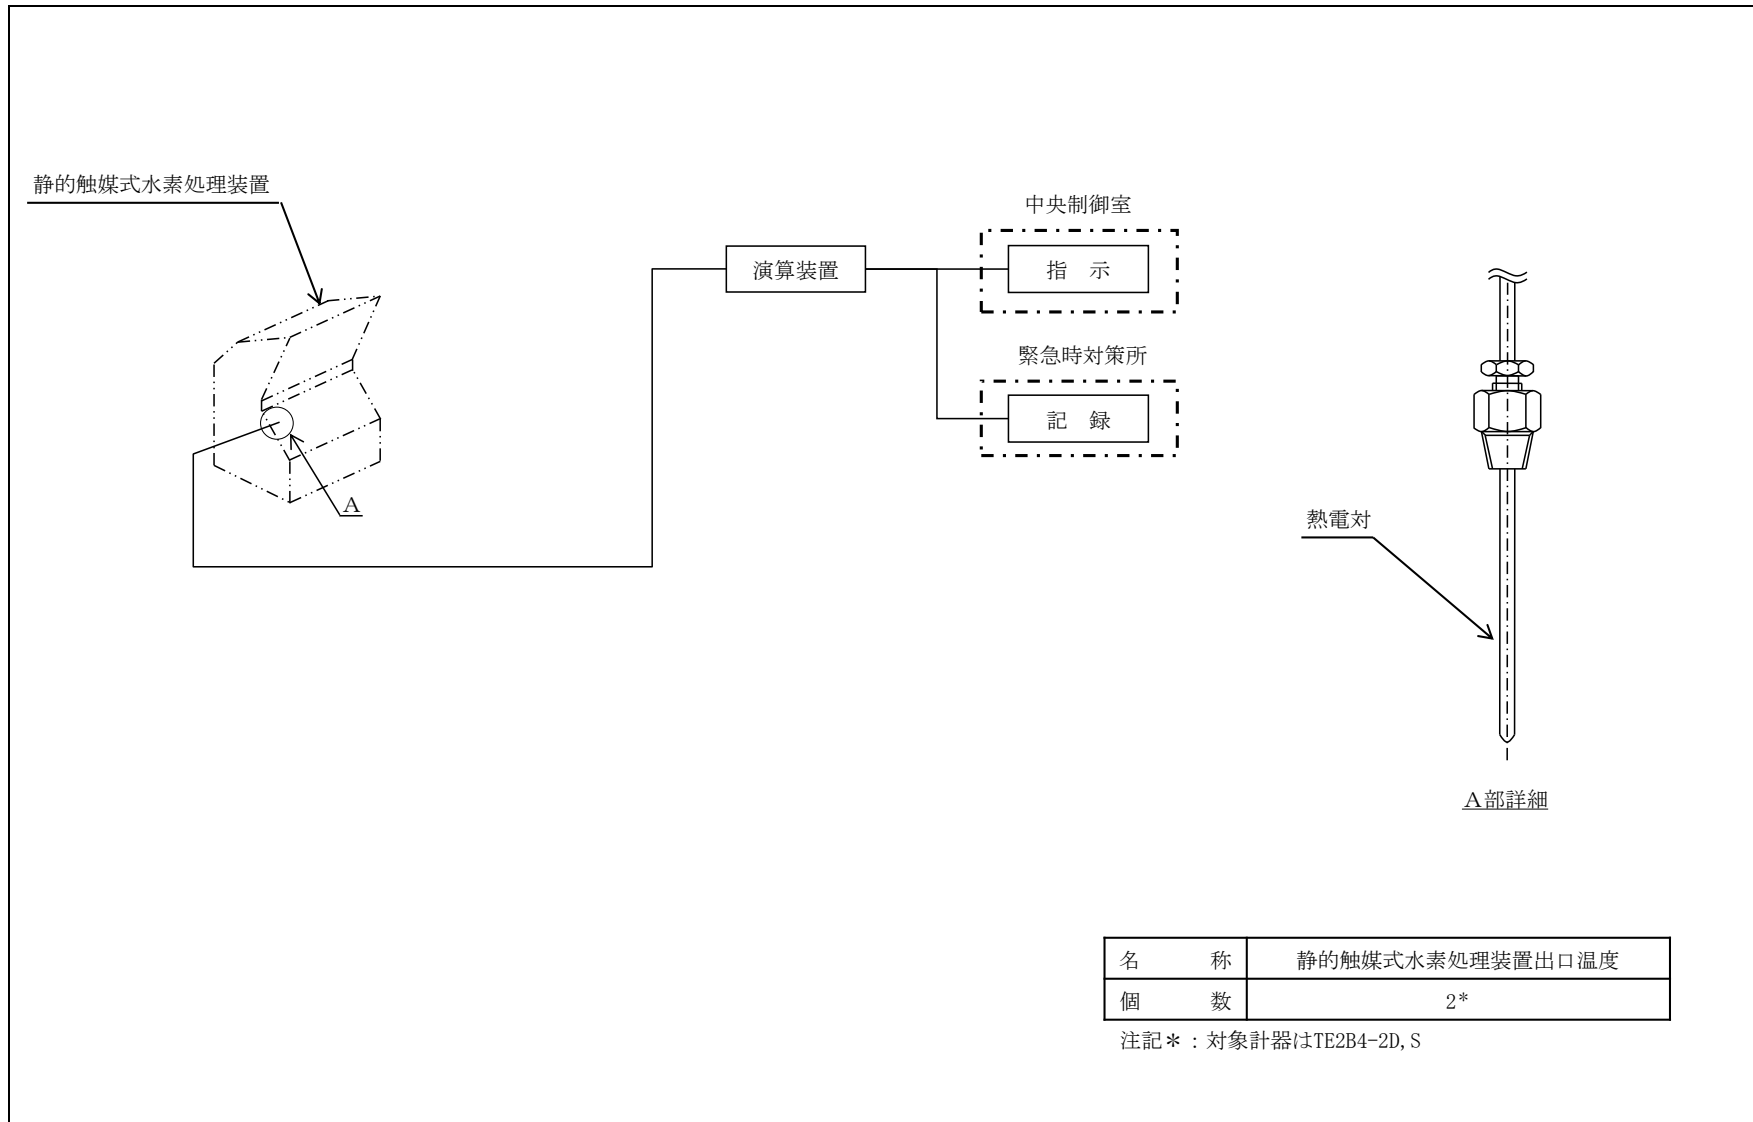 静的触媒式水素処理装置
中央制御室
演算装置
指　示
緊急時対策所
記　録
A
熱電対
A部詳細
名　　　称　静的触媒式水素処理装置出口温度
個　　　数　2*
注記＊：対象計器はTE2B4-2D,S